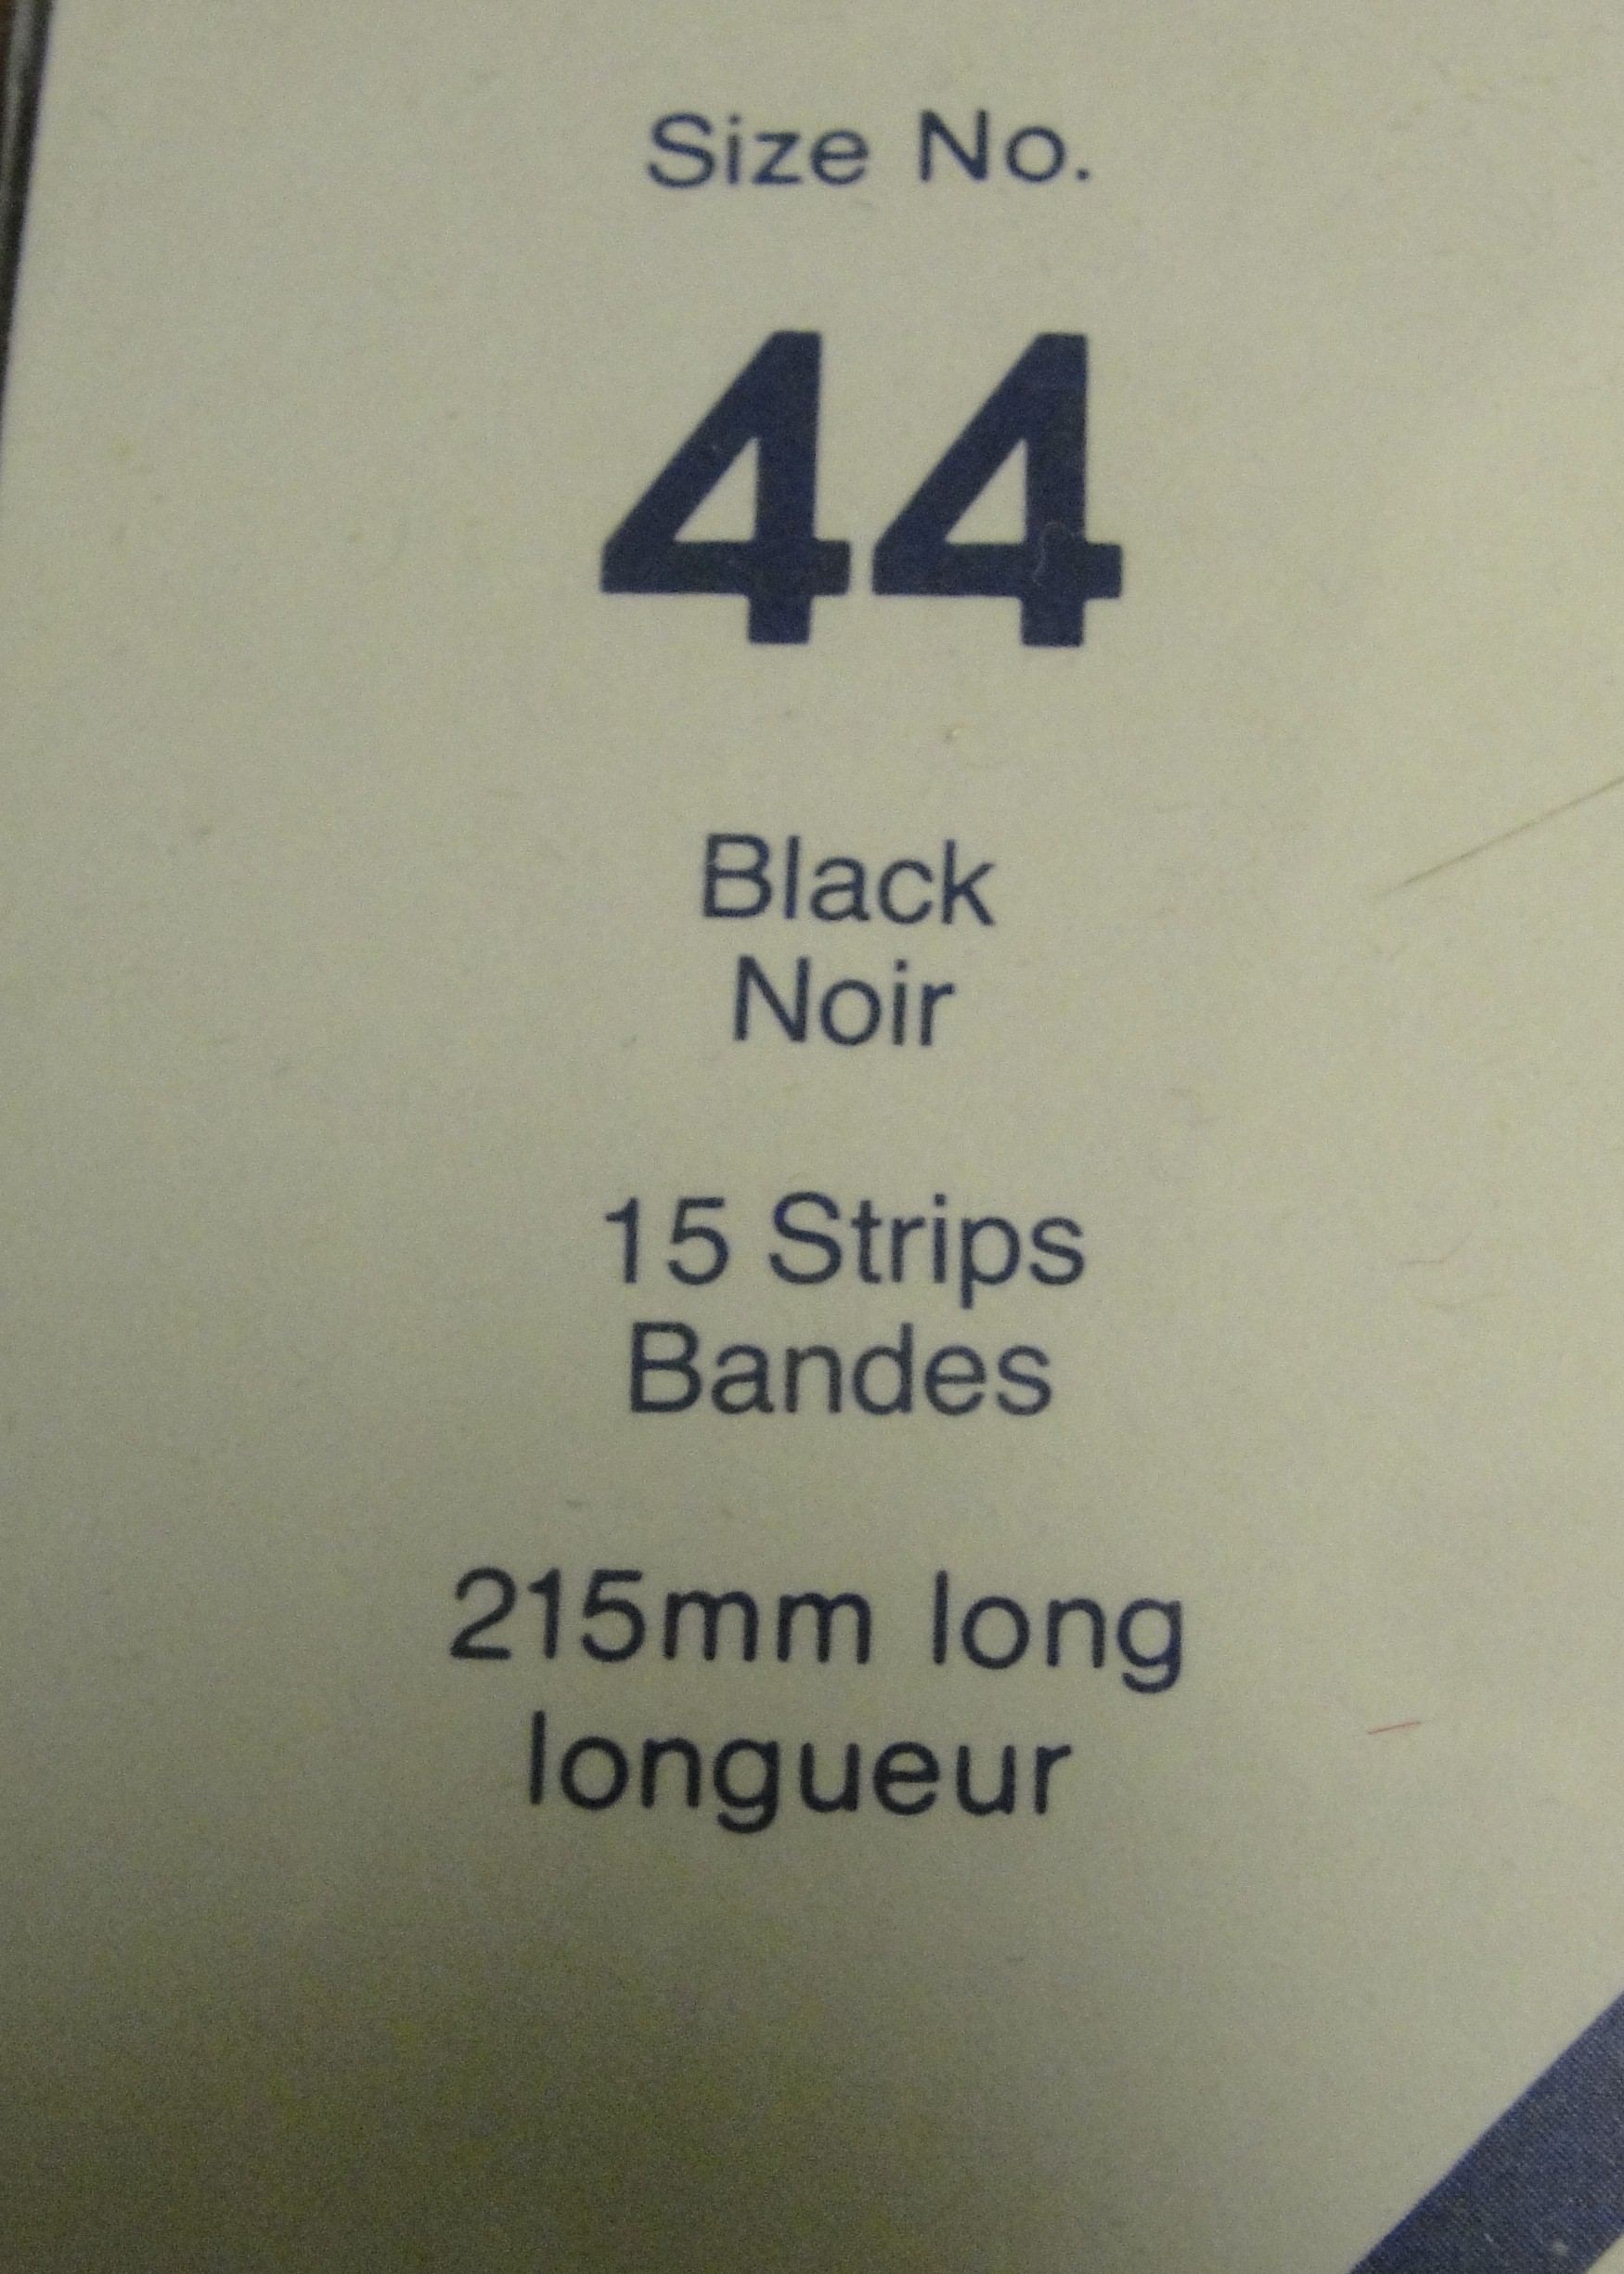 Size No.
44
Black
Noir
15 Strips
Bandes
215mm long
longueur